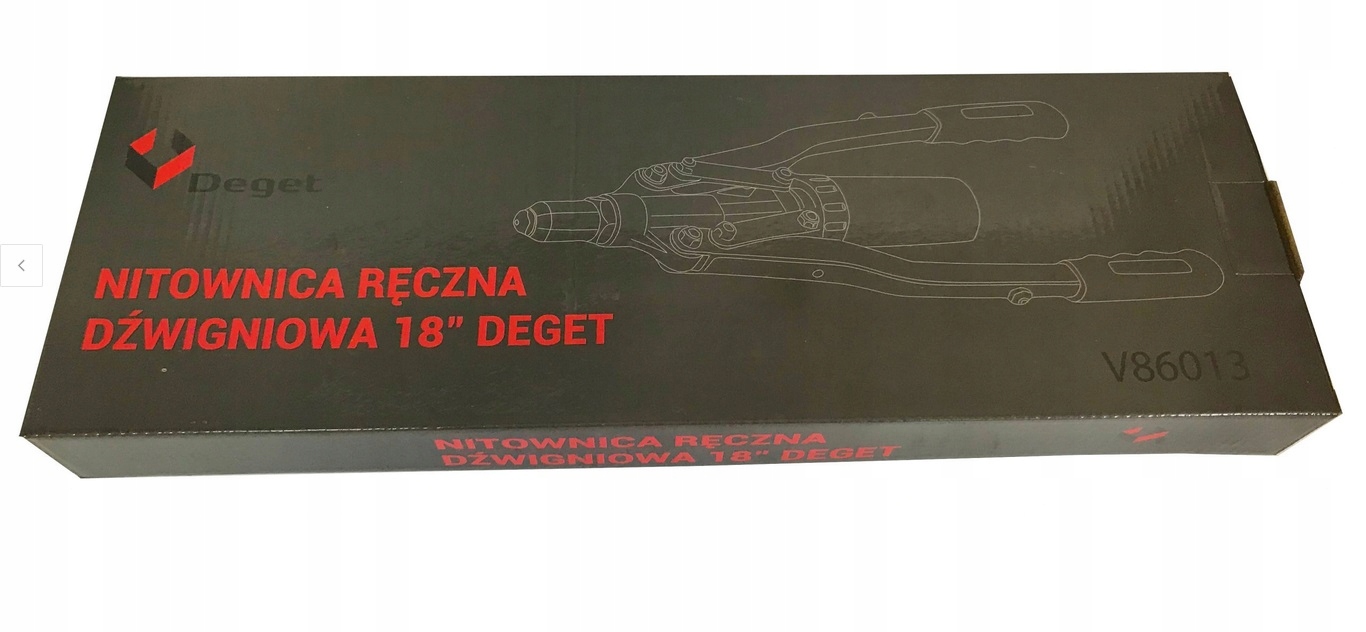 Deget
NITOWNICA RĘCZNA
DŹWIGNIOWA 18" DEGET
V86013
NITOWNICA RĘCZNA
DŹWIGNIOWA 18" DEGET